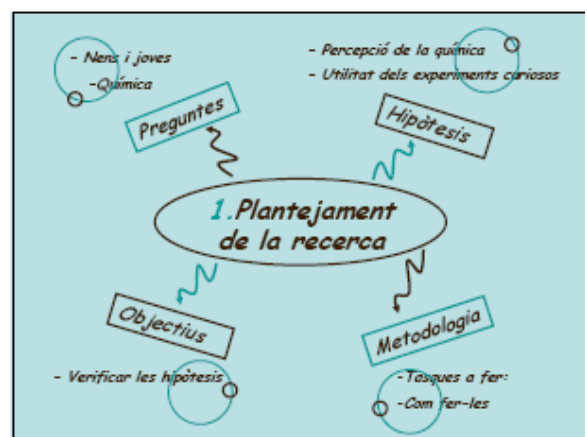 - Nens i joves
-Química
Preguntes
- Percepció de la química
- Utilitat dels experiments curiosos
Hipòtesis
1.Plantejament
de la recerca
Objectius
- Verificar les hipòtesis
Metodologia
-Tasques a fer:
-Com fer-les